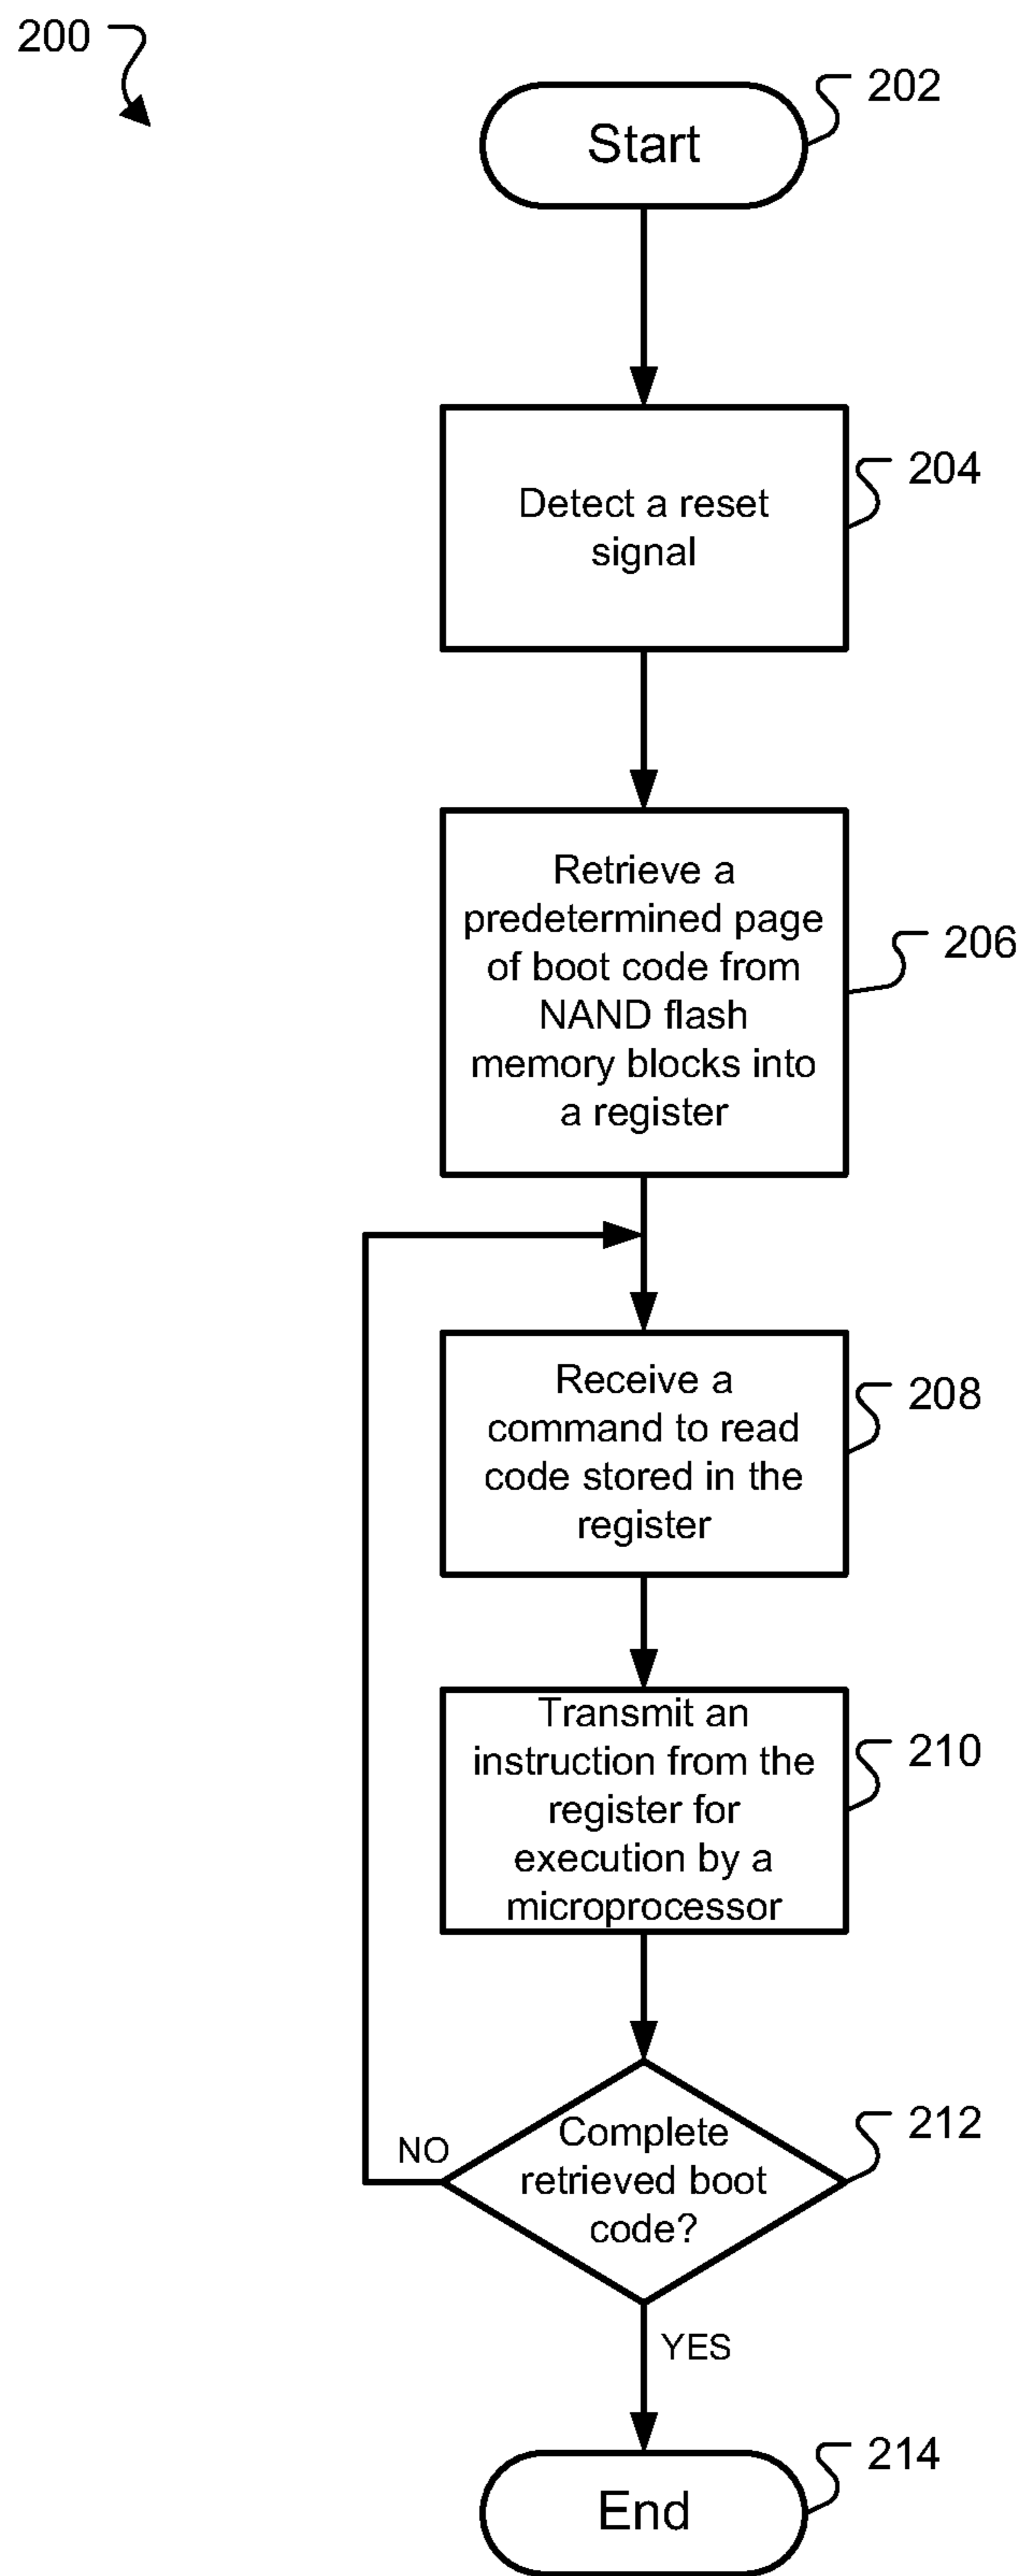 200
202
Start
204
Detect a reset
signal
Retrieve a
predetermined page
of boot code from
NAND flash
memory blocks into
a register
206
Receive a
command to read
code stored in the
register
208
Transmit an
instruction from the
register for
execution by a
microprocessor
210
Complete
retrieved boot
code?
212
NO
YES
214
End